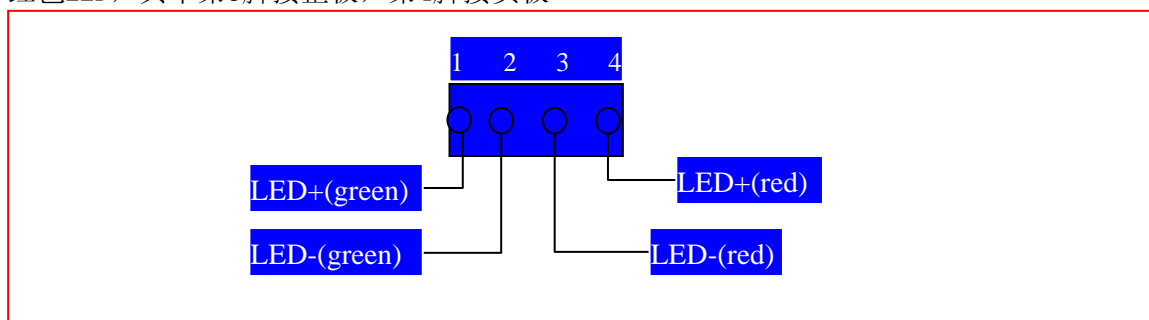 1 2 3 4
LED+(green)
LED+(red)
LED-(green)
LED-(red)